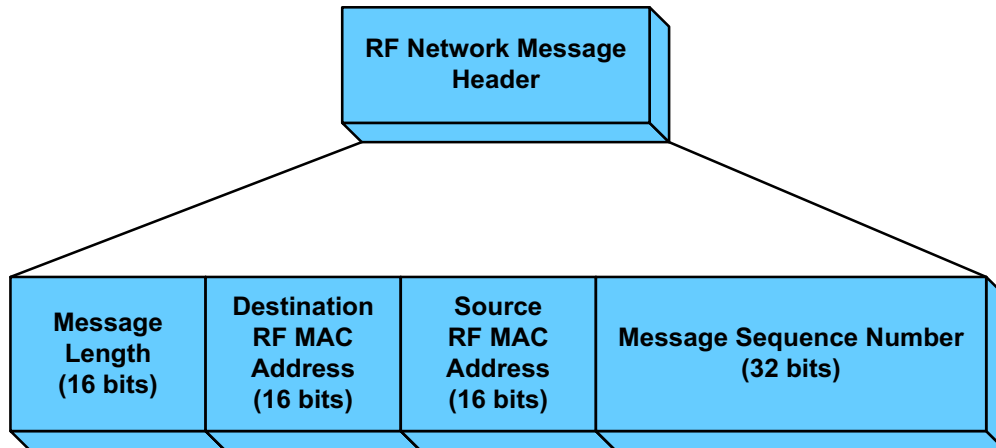 RF Network Message
Header
Message
Length
(16 bits)
Destination
RF MAC
Address
(16 bits)
Source
RF MAC
Address
(16 bits)
Message Sequence Number
(32 bits)